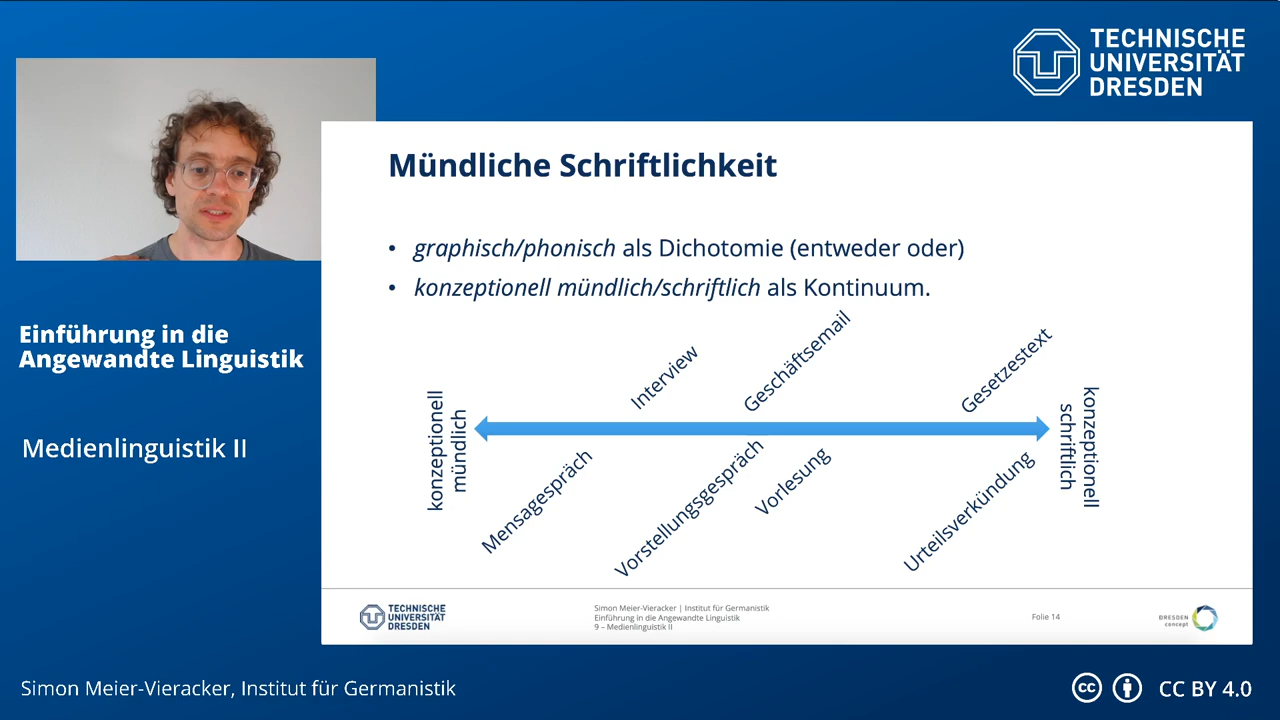 TECHNISCHE
UNIVERSITÄT
DRESDEN
Mündliche Schriftlichkeit
• graphisch/phonisch als Dichotomie (entweder oder)
• konzeptionell mündlich/schriftlich als Kontinuum.
Einführung in die
Angewandte Linguistik
Medienlinguistik II
konzeptionell
mündlich
Interview
Geschäftsemail
Gesetzestext
Mensagespräch
Vorstellungsgespräch
Vorlesung
Urteilsverkündung
konzeptionell
schriftlich
TECHNISCHE
UNIVERSITÄT
DRESDEN
Simon Meier-Vieracker | Institut für Germanistik
Einführung in die Angewandte Linguistik
9 – Medienlinguistik II
Folie 14
DRESDEN
concept
Simon Meier-Vieracker, Institut für Germanistik
cc
CC BY 4.0